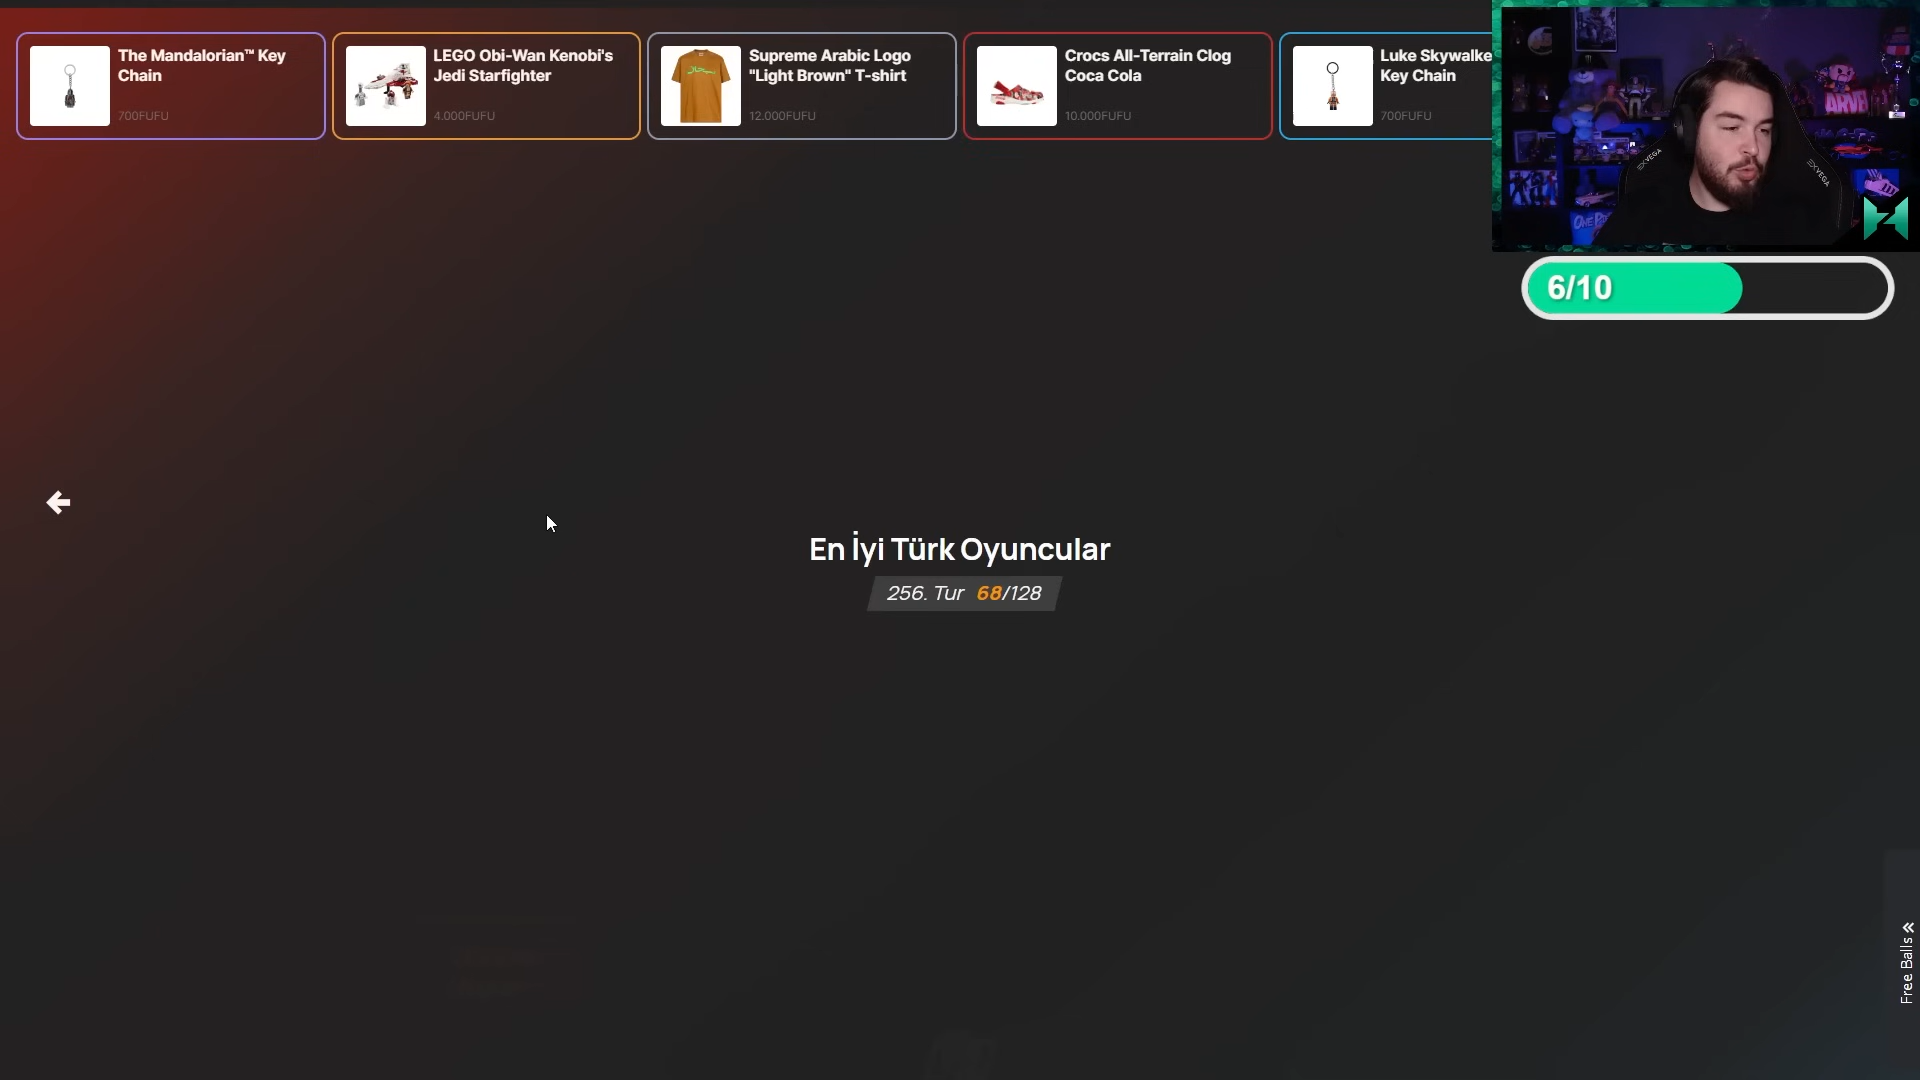 The Mandalorian™ Key
Chain
700FUFU
LEGO Obi-Wan Kenobi's
Jedi Starfighter
4.000FUFU
Supreme Arabic Logo
"Light Brown" T-shirt
12.000FUFU
Crocs All-Terrain Clog
Coca Cola
10.000FUFU
Luke Skywalke
Key Chain
700FUFU
EXVEGA
EXVEGA
6/10
En İyi Türk Oyuncular
256. Tur 68/128
Free Balls